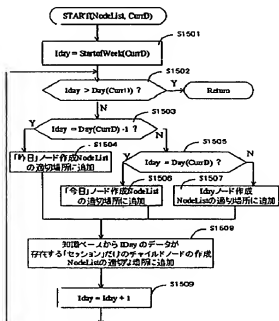 START(NodeList, CurrD)
S1501
Iday = StartofWeek(CurrD)
S1502
Iday > Day(CurrD) ?
Y
Return
N
S1503
Iday = Day(CurrD) -1 ?
Y
N
S1504
S1505
「昨日」ノード作成NodeList
の適切場所に追加
Iday = Day(CurrD) ?
Y
N
S1506
S1507
「今日」ノード作成NodeList
の適切場所に追加
Idayノード作成
NodeListの適切場所に追加
S1508
知識ベースから IDay のデータが
存在する「セッション」だけのチャイルドノードの作成
NodeListの適切な場所に追加
S1509
Iday = Iday + 1